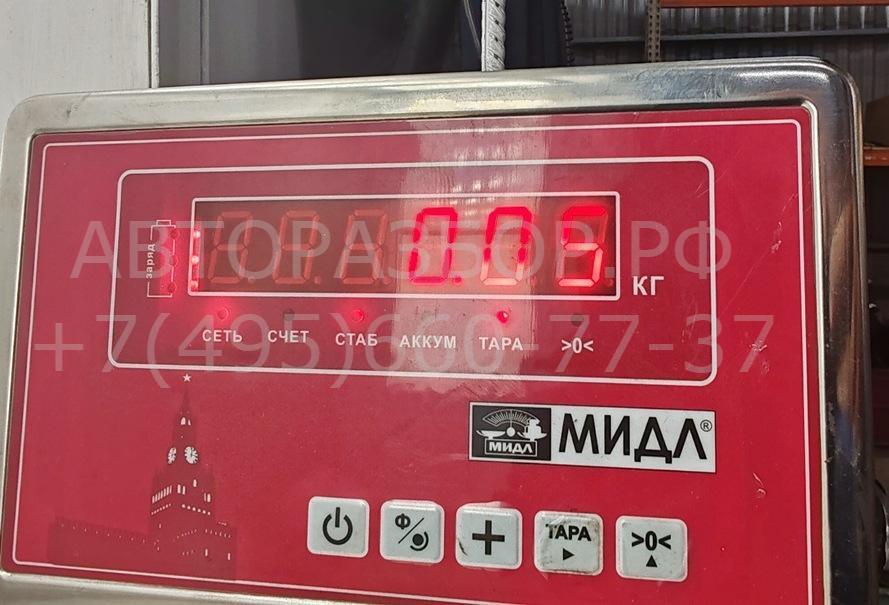 АВТОРАЗБОР.РФ
заряд
0.05
кг
+7(495)660-77-37
СЕТЬ СЧЕТ СТАБ АККУМ ТАРА >0<
МИДЛ МИДЛ®
Ф/ + ТАРА >0<